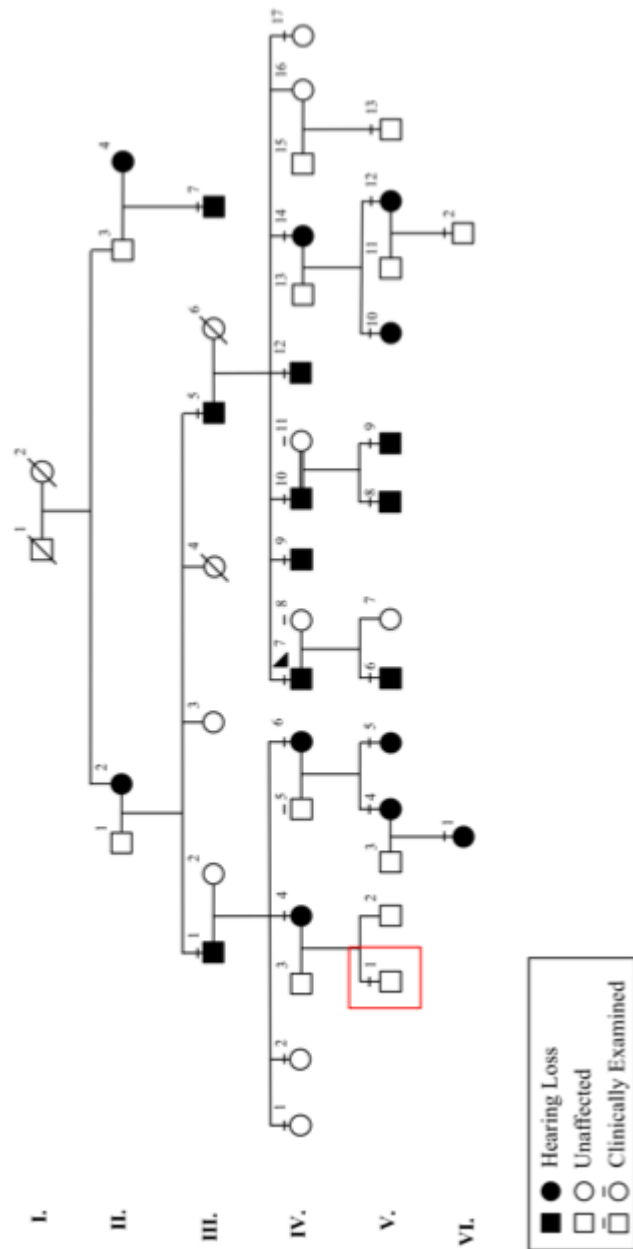 I. 1 2
II. 1 2 3 4
III. 1 2 3 4 5 6 7
IV. 1 2 3 4 5 6 7 8 9 10 11 12 13 14 15 16 17
V. 1 2 3 4 5 6 7 8 9 10 11 12 13
VI. 1 2
Hearing Loss
Unaffected
Clinically Examined